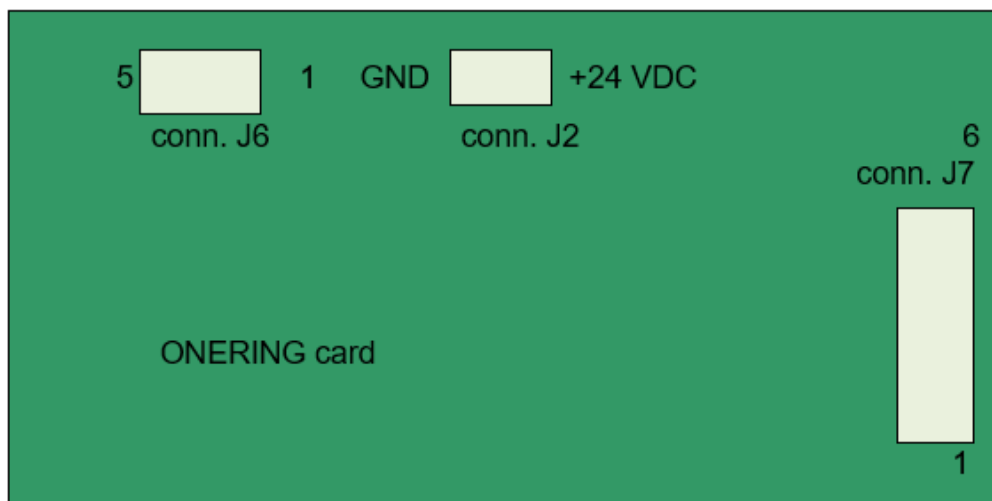 5 1 GND +24 VDC
conn. J6 conn. J2
6
conn. J7
ONERING card
1